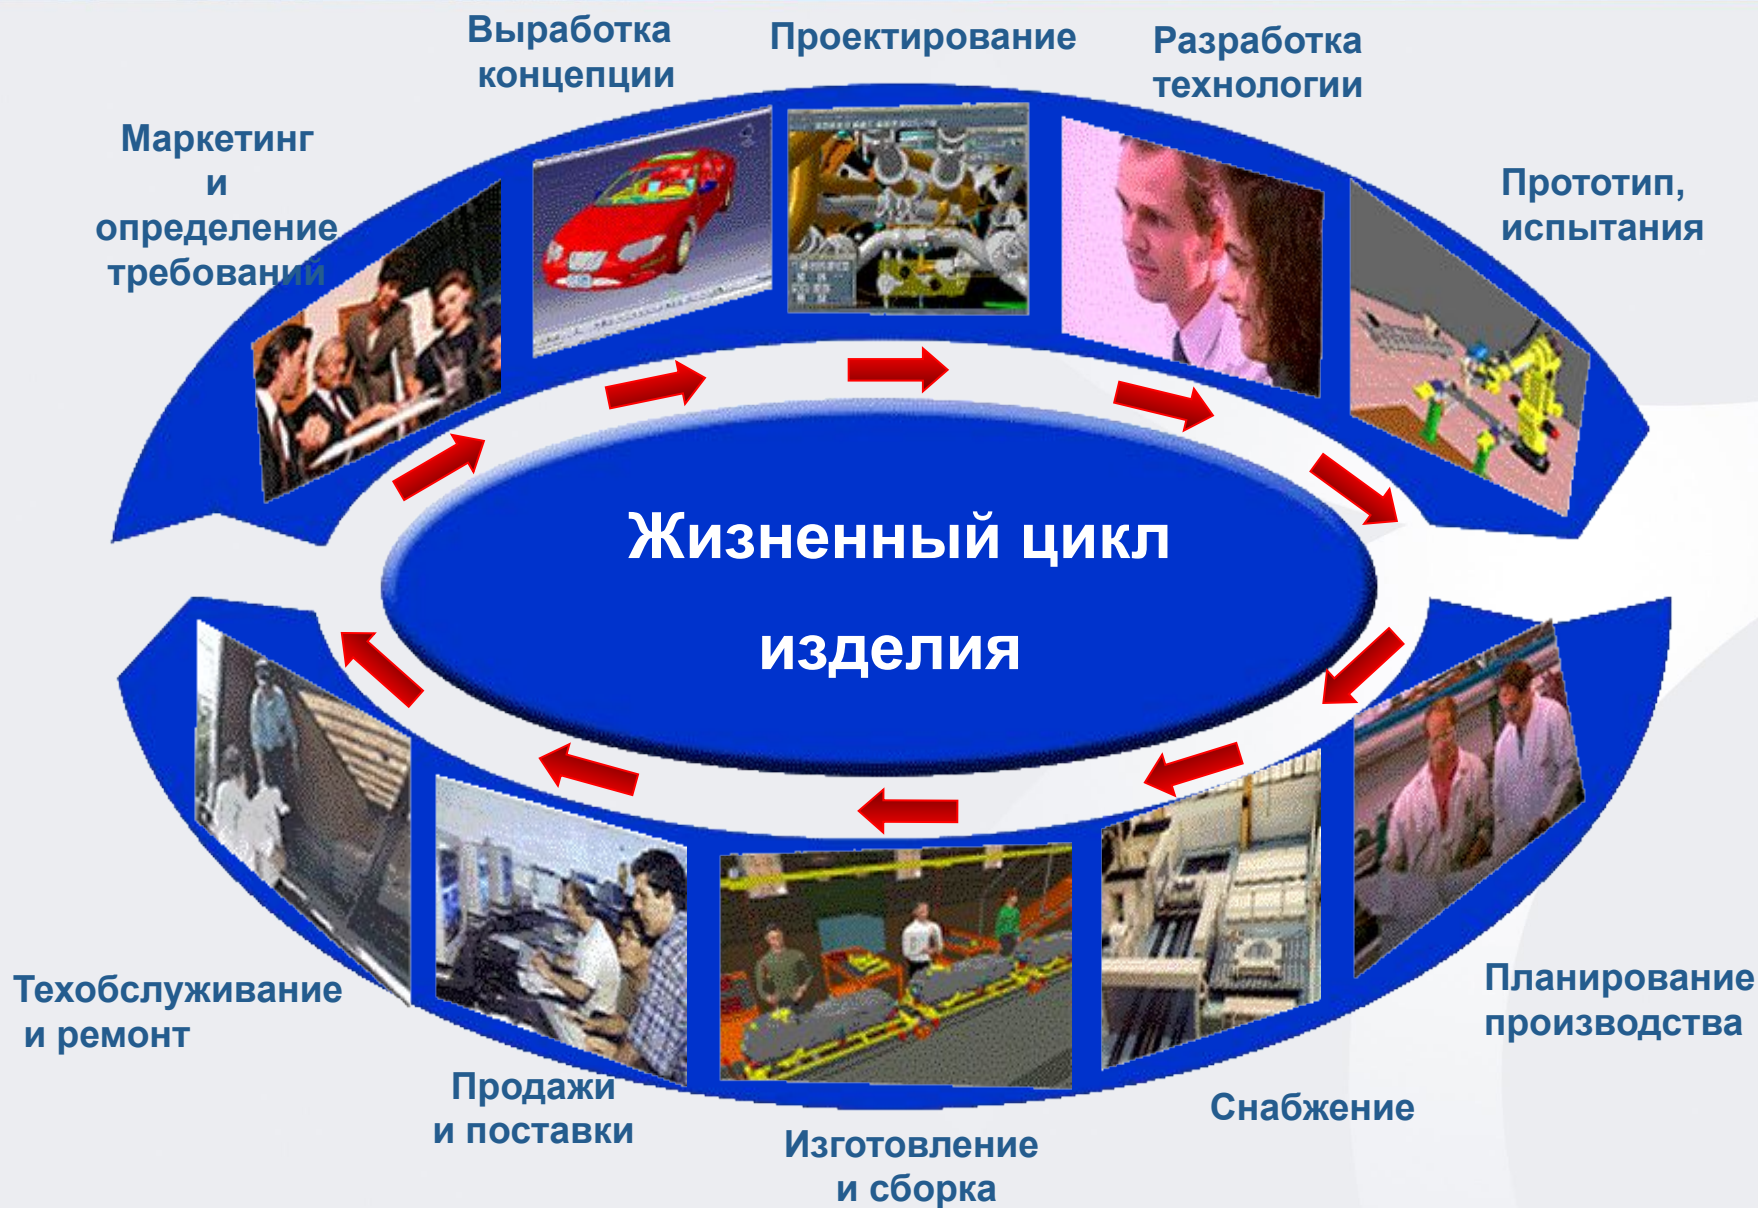 Выработка
концепции
Проектирование
Разработка
технологии
Маркетинг
и
определение
требований
Прототип,
испытания
Жизненный цикл
изделия
Техобслуживание
и ремонт
Продажи
и поставки
Изготовление
и сборка
Снабжение
Планирование
производства